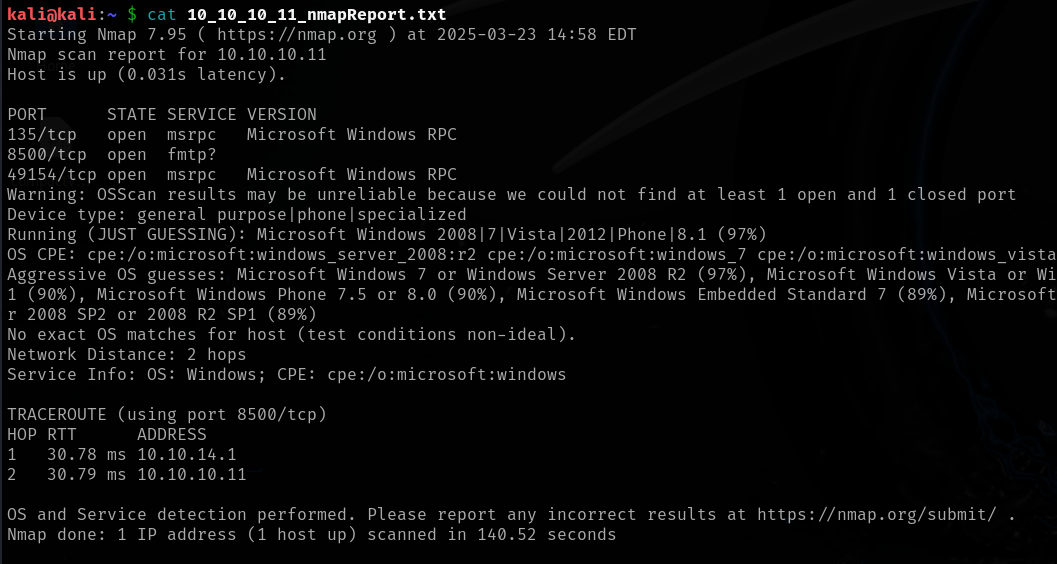 kali@kali:~ $ cat 10_10_10_11_nmapReport.txt
Starting Nmap 7.95 ( https://nmap.org ) at 2025-03-23 14:58 EDT
Nmap scan report for 10.10.10.11
Host is up (0.031s latency).
PORT      STATE SERVICE VERSION
135/tcp   open  msrpc   Microsoft Windows RPC
8500/tcp  open  fmtp?
49154/tcp open  msrpc   Microsoft Windows RPC
Warning: OSScan results may be unreliable because we could not find at least 1 open and 1 closed port
Device type: general purpose|phone|specialized
Running (JUST GUESSING): Microsoft Windows 2008|7|Vista|2012|Phone|8.1 (97%)
OS CPE: cpe:/o:microsoft:windows_server_2008:r2 cpe:/o:microsoft:windows_7 cpe:/o:microsoft:windows_vista
Aggressive OS guesses: Microsoft Windows 7 or Windows Server 2008 R2 (97%), Microsoft Windows Vista or Wi
1 (90%), Microsoft Windows Phone 7.5 or 8.0 (90%), Microsoft Windows Embedded Standard 7 (89%), Microsoft
r 2008 SP2 or 2008 R2 SP1 (89%)
No exact OS matches for host (test conditions non-ideal).
Network Distance: 2 hops
Service Info: OS: Windows; CPE: cpe:/o:microsoft:windows
TRACEROUTE (using port 8500/tcp)
HOP RTT      ADDRESS
1   30.78 ms 10.10.14.1
2   30.79 ms 10.10.10.11
OS and Service detection performed. Please report any incorrect results at https://nmap.org/submit/ .
Nmap done: 1 IP address (1 host up) scanned in 140.52 seconds